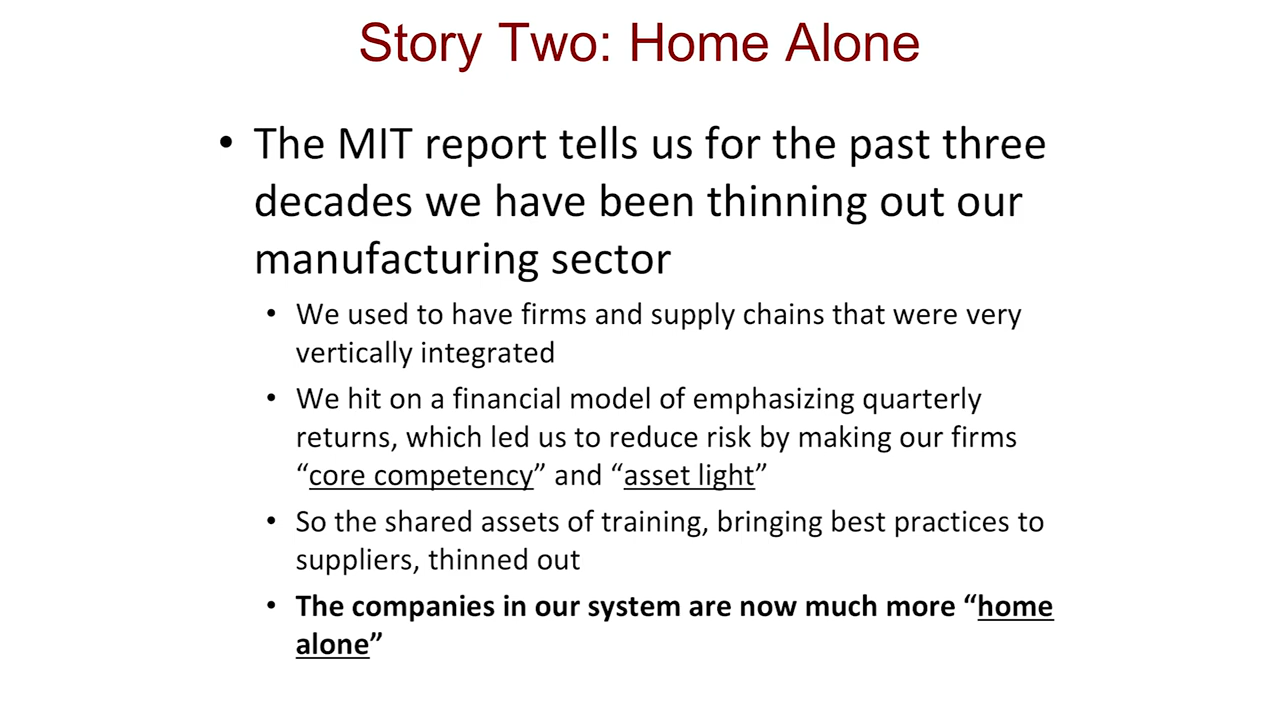 Story Two: Home Alone
• The MIT report tells us for the past three
decades we have been thinning out our
manufacturing sector
• We used to have firms and supply chains that were very
vertically integrated
• We hit on a financial model of emphasizing quarterly
returns, which led us to reduce risk by making our firms
“core competency” and “asset light”
• So the shared assets of training, bringing best practices to
suppliers, thinned out
• The companies in our system are now much more “home
alone”